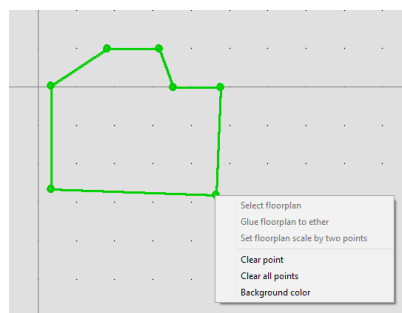 Select floorplan
Glue floorplan to ether
Set floorplan scale by two points
Clear point
Clear all points
Background color